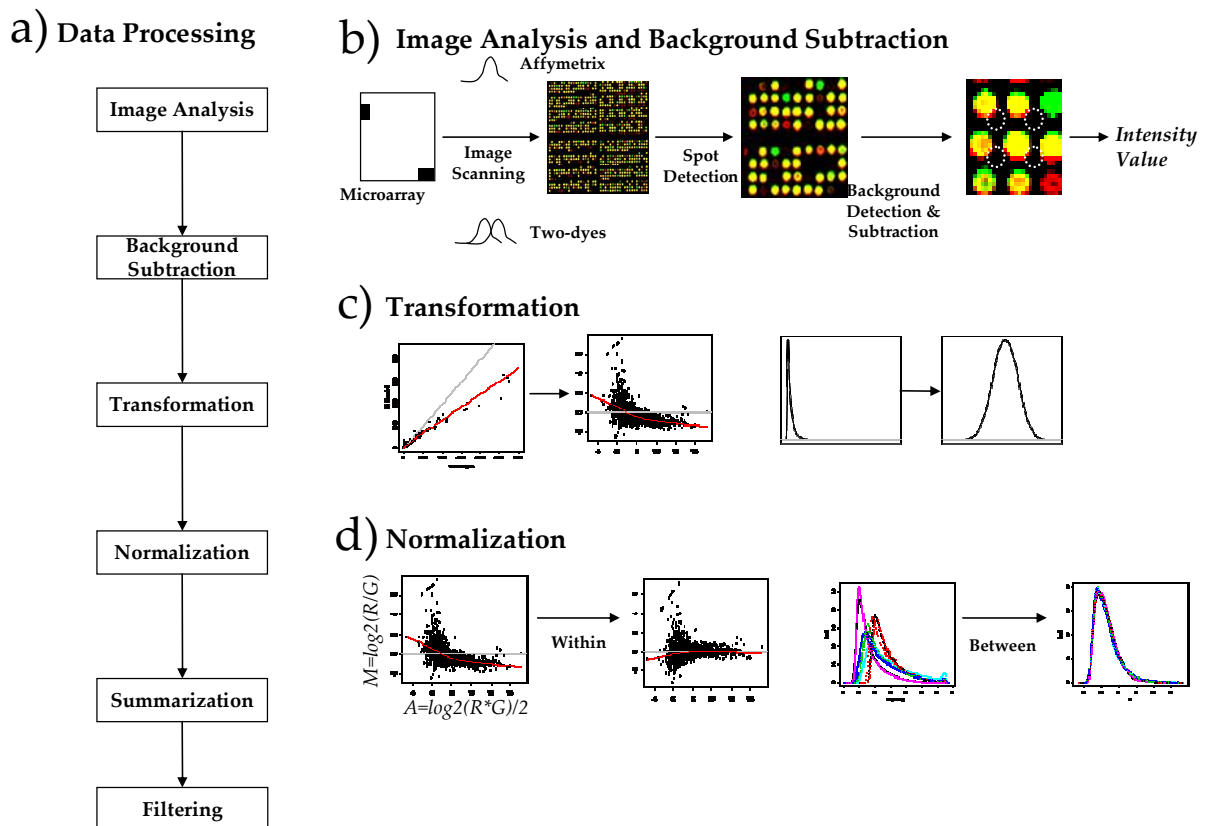 a) Data Processing
Image Analysis
Background
Subtraction
Transformation
Normalization
Summarization
Filtering
b) Image Analysis and Background Subtraction
Affymetrix
Microarray
Image
Scanning
Two-dyes
Spot
Detection
Background
Detection &
Subtraction
Intensity
Value
c) Transformation
d) Normalization
M=log2(R/G)
A=log2(R*G)/2
Within
Between